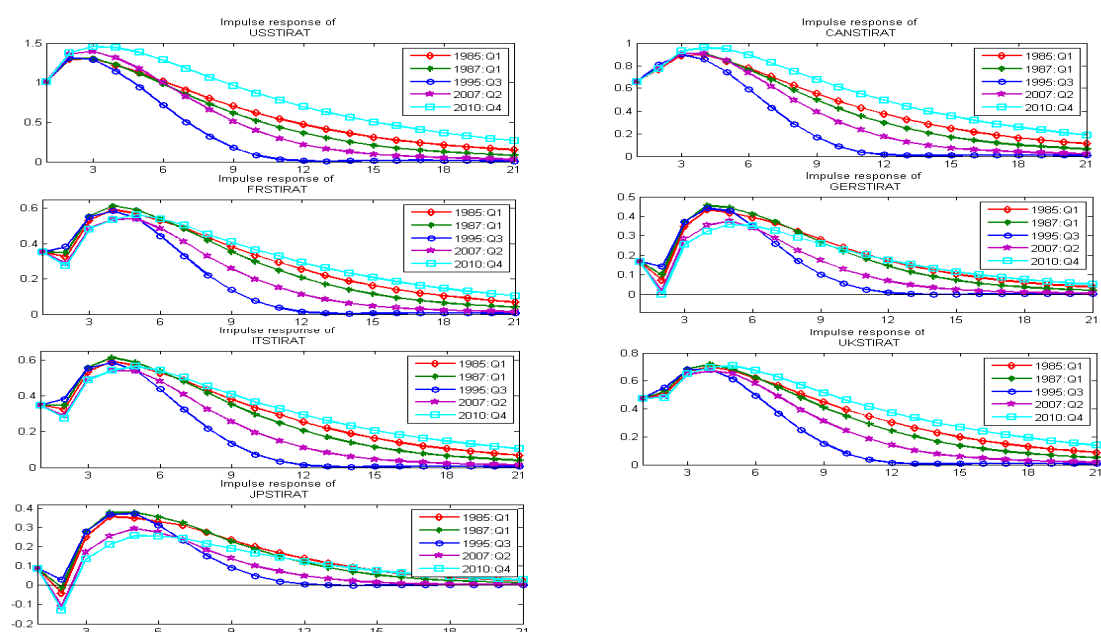 Impulse response of
USSTIRAT
1.5
1
0.5
0
3 6 9 12 15 18 21
1985:Q1
1987:Q1
1995:Q3
2007:Q2
2010:Q4
Impulse response of
CANSTIRAT
1
0.8
0.6
0.4
0.2
0
3 6 9 12 15 18 21
1985:Q1
1987:Q1
1995:Q3
2007:Q2
2010:Q4
Impulse response of
FRSTIRAT
0.6
0.4
0.2
0
3 6 9 12 15 18 21
1985:Q1
1987:Q1
1995:Q3
2007:Q2
2010:Q4
Impulse response of
GERSTIRAT
0.5
0.4
0.3
0.2
0.1
0
3 6 9 12 15 18 21
1985:Q1
1987:Q1
1995:Q3
2007:Q2
2010:Q4
Impulse response of
ITSTIRAT
0.6
0.4
0.2
0
3 6 9 12 15 18 21
1985:Q1
1987:Q1
1995:Q3
2007:Q2
2010:Q4
Impulse response of
UKSTIRAT
0.8
0.6
0.4
0.2
0
3 6 9 12 15 18 21
1985:Q1
1987:Q1
1995:Q3
2007:Q2
2010:Q4
Impulse response of
JPSTIRAT
0.4
0.3
0.2
0.1
0
-0.1
-0.2
3 6 9 12 15 18 21
1985:Q1
1987:Q1
1995:Q3
2007:Q2
2010:Q4